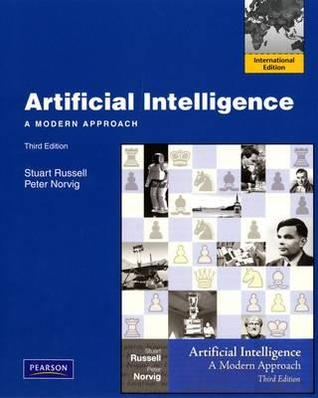 International
Edition
Artificial Intelligence
A MODERN APPROACH
Third Edition
Stuart Russell
Peter Norvig
Stuart
Russell
Peter
Norvig
Artificial Intelligence
A Modern Approach
Third Edition
PEARSON